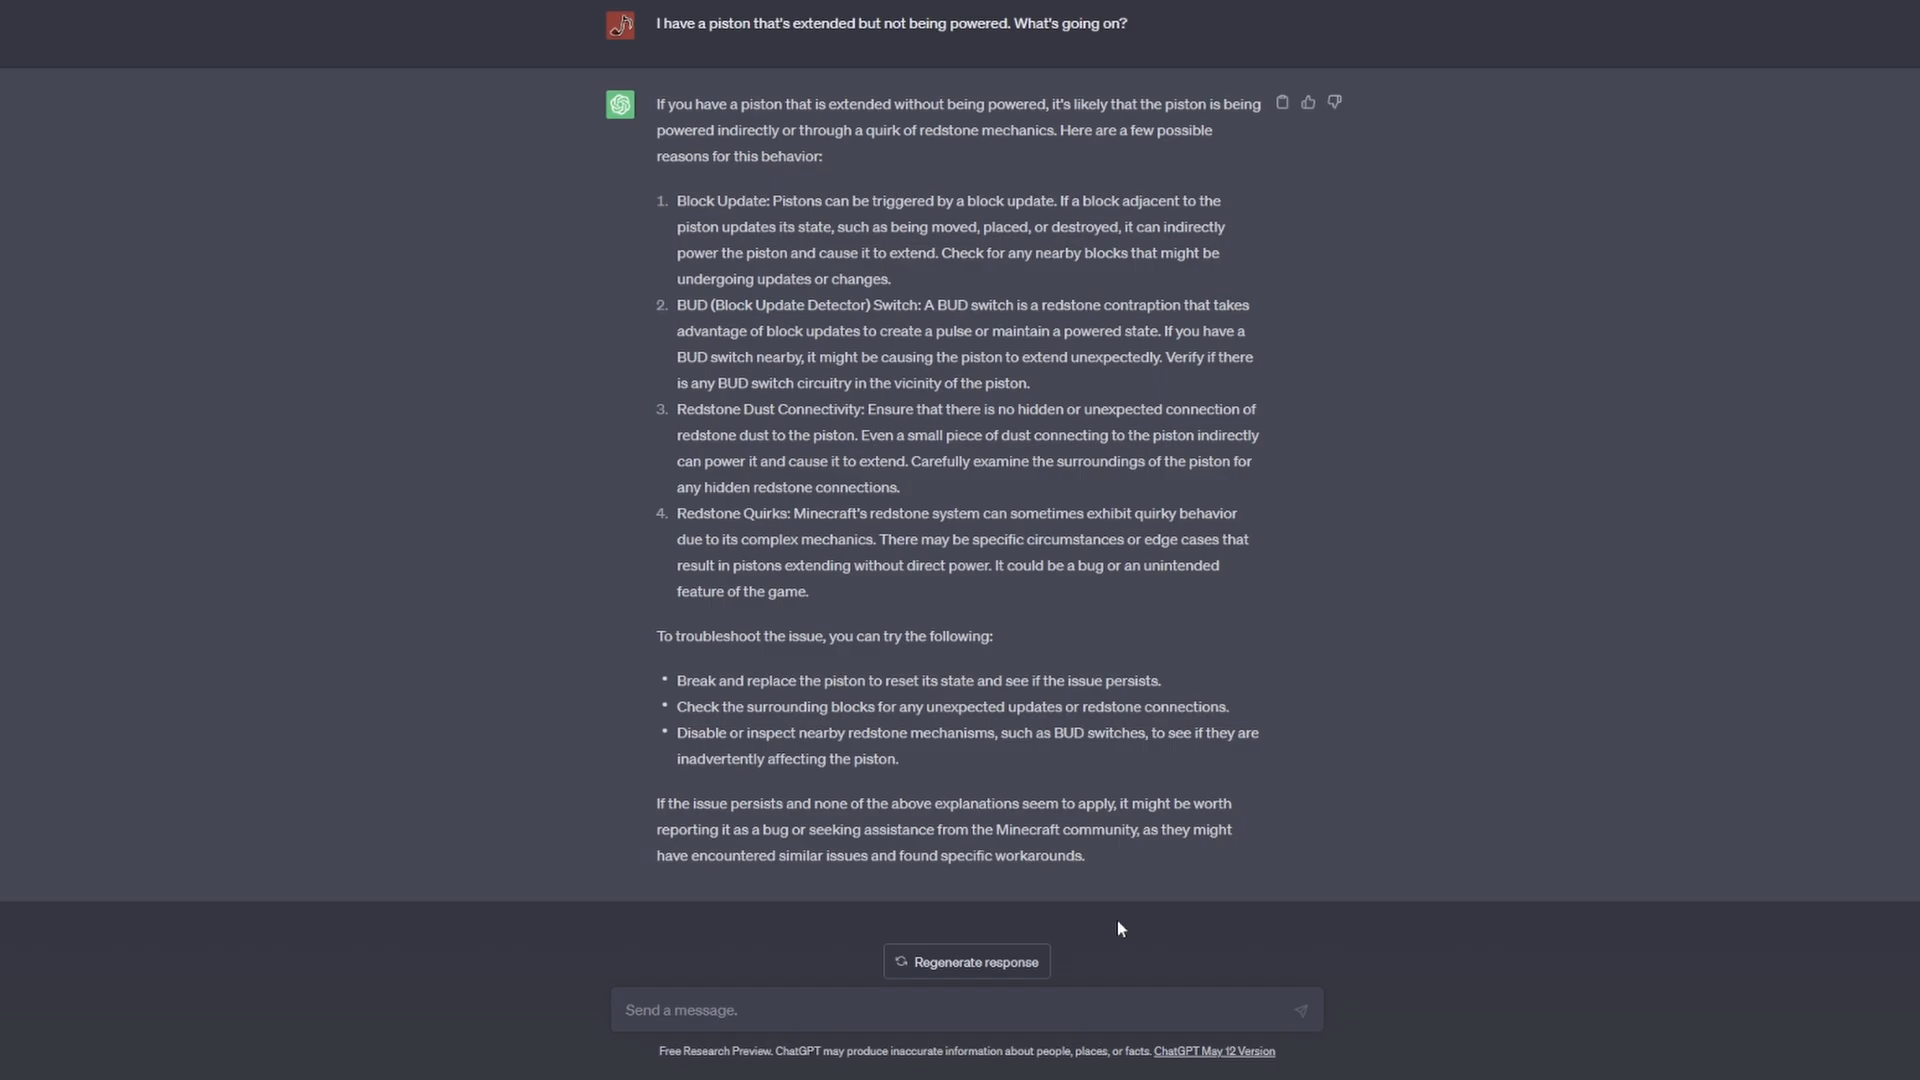 I have a piston that's extended but not being powered. What's going on?
If you have a piston that is extended without being powered, it's likely that the piston is being
powered indirectly or through a quirk of redstone mechanics. Here are a few possible
reasons for this behavior:
1. Block Update: Pistons can be triggered by a block update. If a block adjacent to the
piston updates its state, such as being moved, placed, or destroyed, it can indirectly
power the piston and cause it to extend. Check for any nearby blocks that might be
undergoing updates or changes.
2. BUD (Block Update Detector) Switch: A BUD switch is a redstone contraption that takes
advantage of block updates to create a pulse or maintain a powered state. If you have a
BUD switch nearby, it might be causing the piston to extend unexpectedly. Verify if there
is any BUD switch circuitry in the vicinity of the piston.
3. Redstone Dust Connectivity: Ensure that there is no hidden or unexpected connection of
redstone dust to the piston. Even a small piece of dust connecting to the piston indirectly
can power it and cause it to extend. Carefully examine the surroundings of the piston for
any hidden redstone connections.
4. Redstone Quirks: Minecraft's redstone system can sometimes exhibit quirky behavior
due to its complex mechanics. There may be specific circumstances or edge cases that
result in pistons extending without direct power. It could be a bug or an unintended
feature of the game.
To troubleshoot the issue, you can try the following:
• Break and replace the piston to reset its state and see if the issue persists.
• Check the surrounding blocks for any unexpected updates or redstone connections.
• Disable or inspect nearby redstone mechanisms, such as BUD switches, to see if they are
inadvertently affecting the piston.
If the issue persists and none of the above explanations seem to apply, it might be worth
reporting it as a bug or seeking assistance from the Minecraft community, as they might
have encountered similar issues and found specific workarounds.
Regenerate response
Send a message.
Free Research Preview. ChatGPT may produce inaccurate information about people, places, or facts. ChatGPT May 12 Version